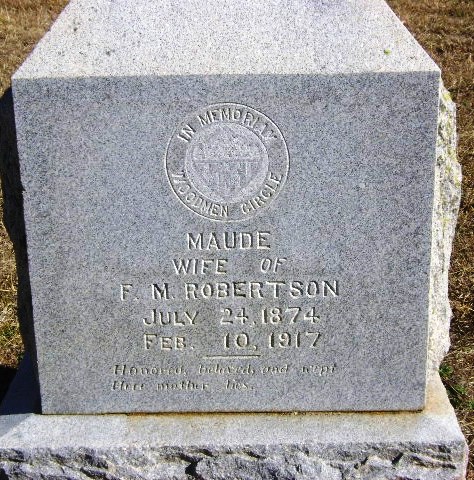 IN MEMORIAM
WOODMEN CIRCLE
MAUDE
WIFE OF
F. M. ROBERTSON
JULY 24, 1874
FEB. 10, 1917
Honored, beloved, and wept
Here mother lies.